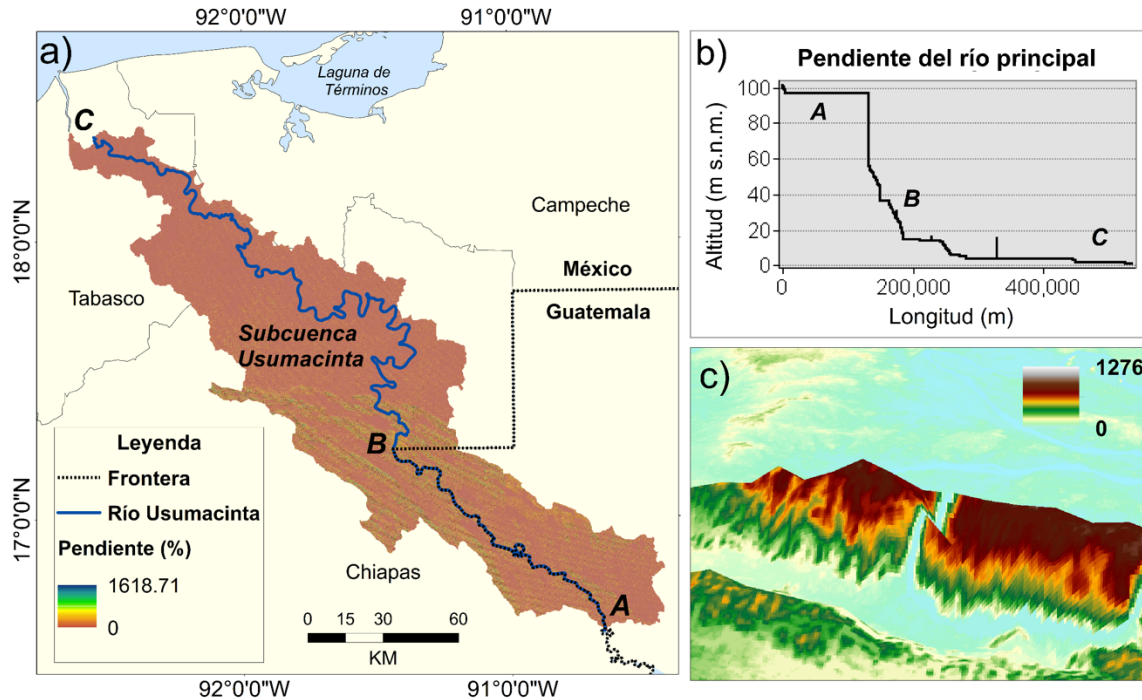 92°0'0"W
91°0'0"W
a)
Laguna de
Términos
C
18°0'0"N
Campeche
México
Guatemala
Tabasco
Subcuenca
Usumacinta
B
17°0'0"N
Chiapas
A
Leyenda
Frontera
Río Usumacinta
Pendiente (%)
1618.71
0
0 15 30 60
KM
92°0'0"W
91°0'0"W
b)
Pendiente del río principal
Altitud (m s.n.m.)
100
80
60
40
20
0
A
B
C
0 200,000 400,000
Longitud (m)
c)
1276
0